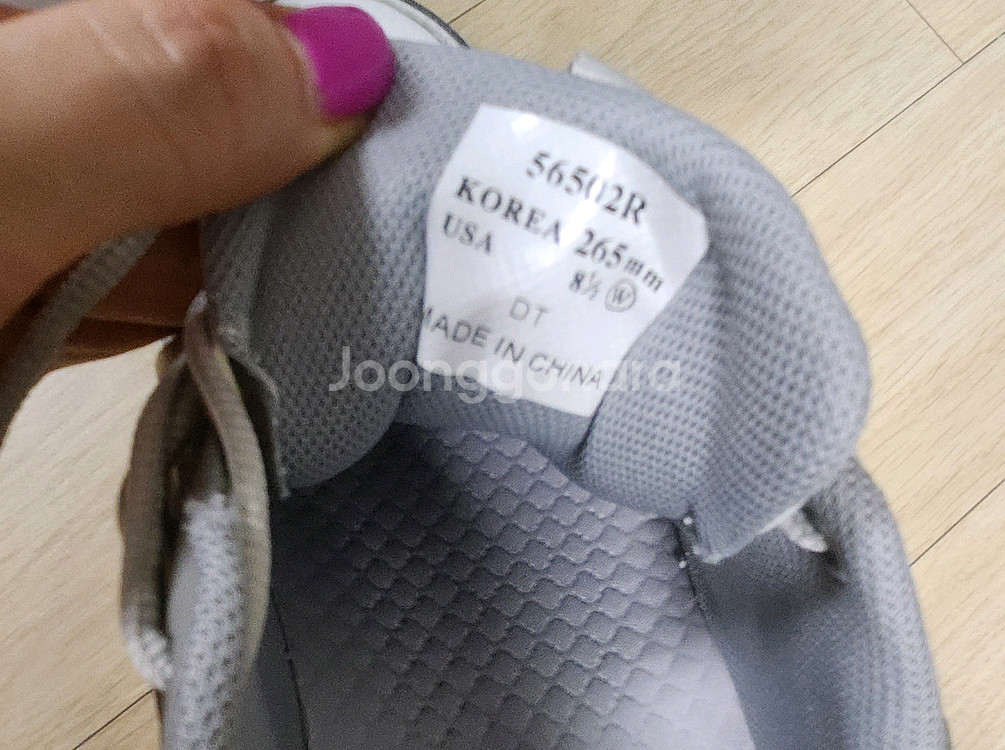 56502R
KOREA 265mm
USA 8½ Ⓦ
DT
MADE IN CHINA
Joonggonara